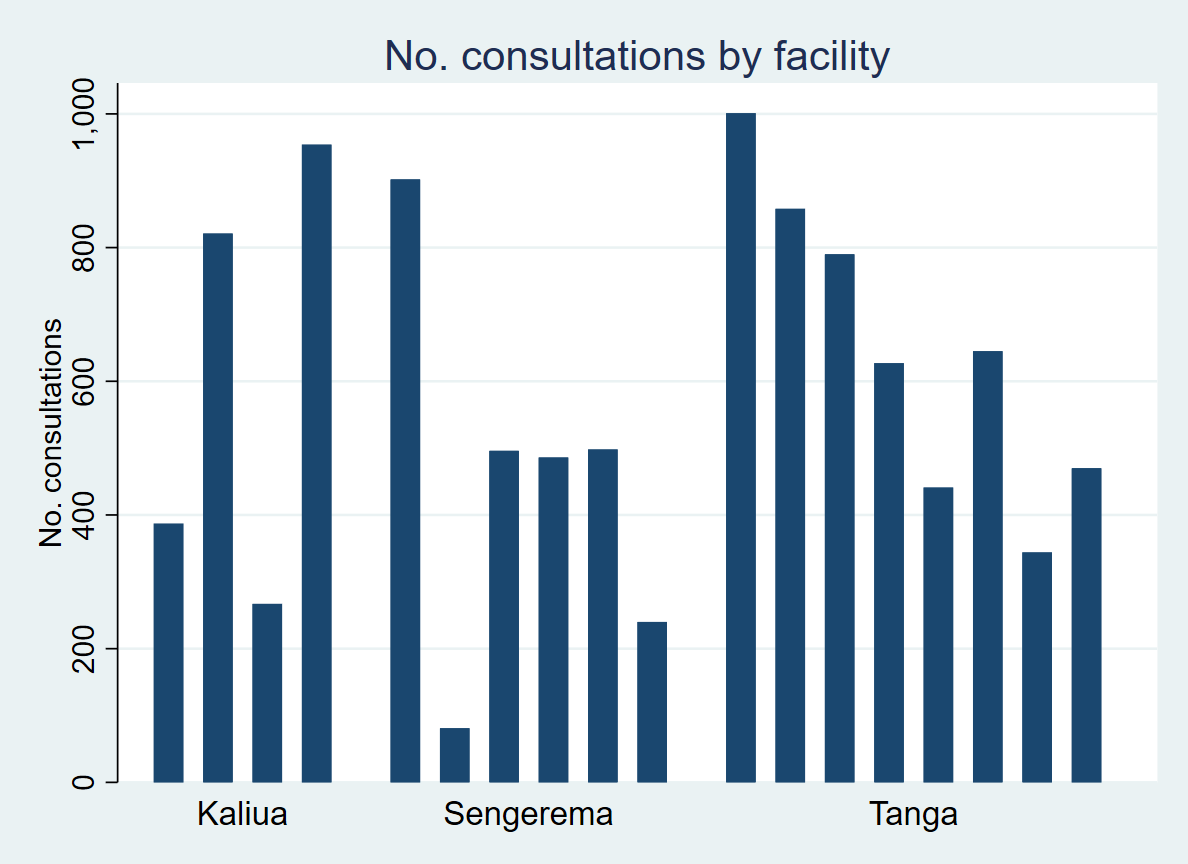 No. consultations by facility
No. consultations
1,000
800
600
400
200
0
Kaliua
Sengerema
Tanga